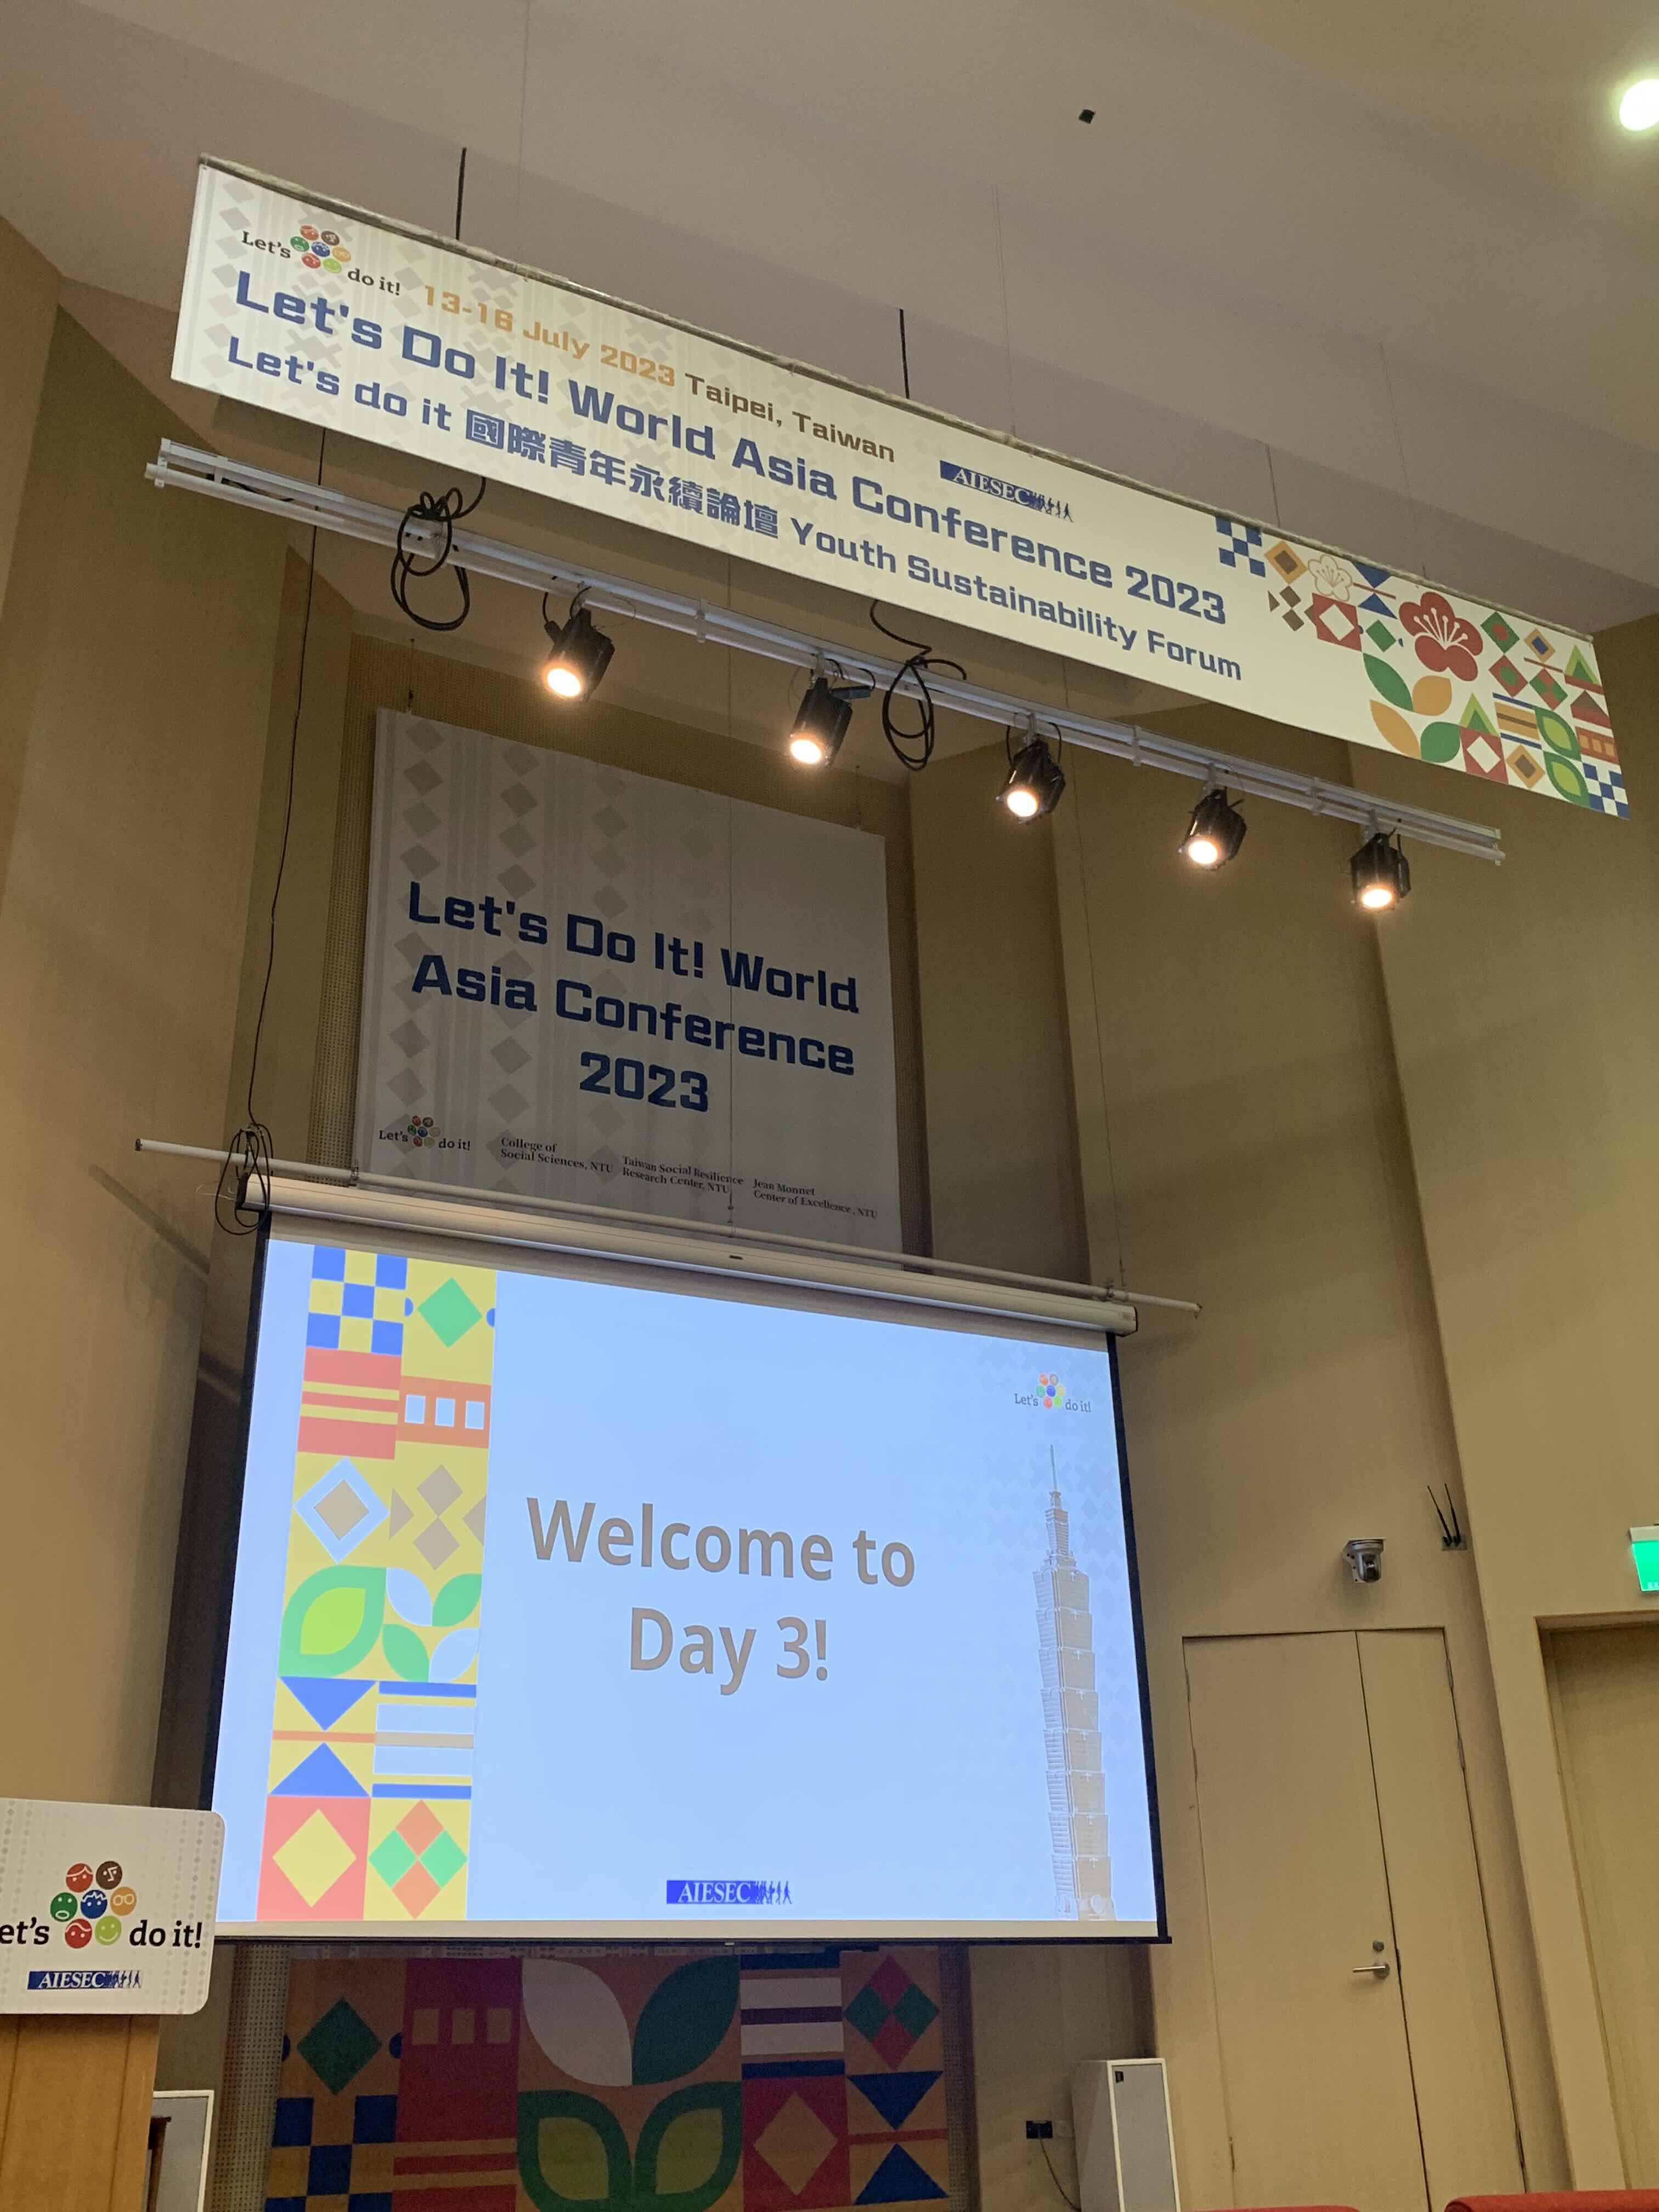 Let's do it!
13-16 July 2023 Taipei, Taiwan
AIESEC
Let's Do It! World Asia Conference 2023
Let's do it 國際青年永續論壇 Youth Sustainability Forum
Let's Do It! World
Asia Conference
2023
Let's do it!
College of
Social Sciences, NTU
Taiwan Social Resilience
Research Center, NTU
Jean Monnet
Center of Excellence, NTU
Let's do it!
Welcome to
Day 3!
AIESEC
et's do it!
AIESEC